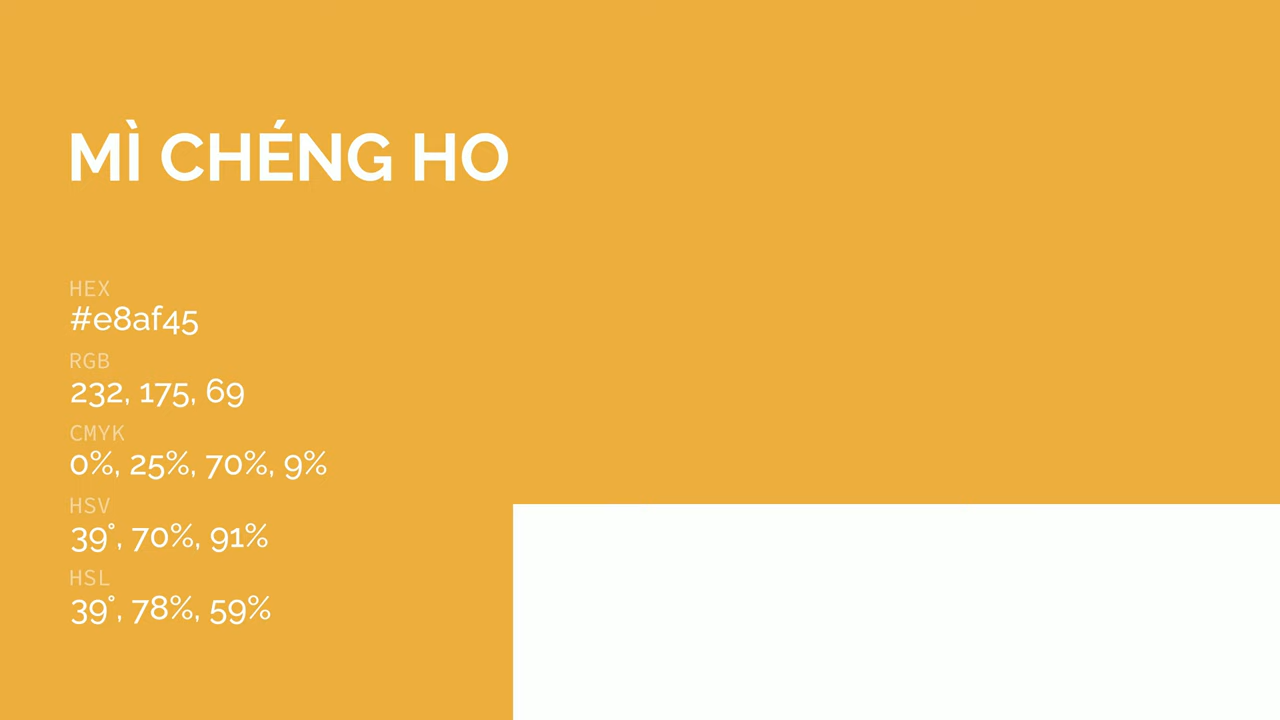 MÌ CHÉNG HO
HEX
#e8af45
RGB
232, 175, 69
CMYK
0%, 25%, 70%, 9%
HSV
39°, 70%, 91%
HSL
39°, 78%, 59%